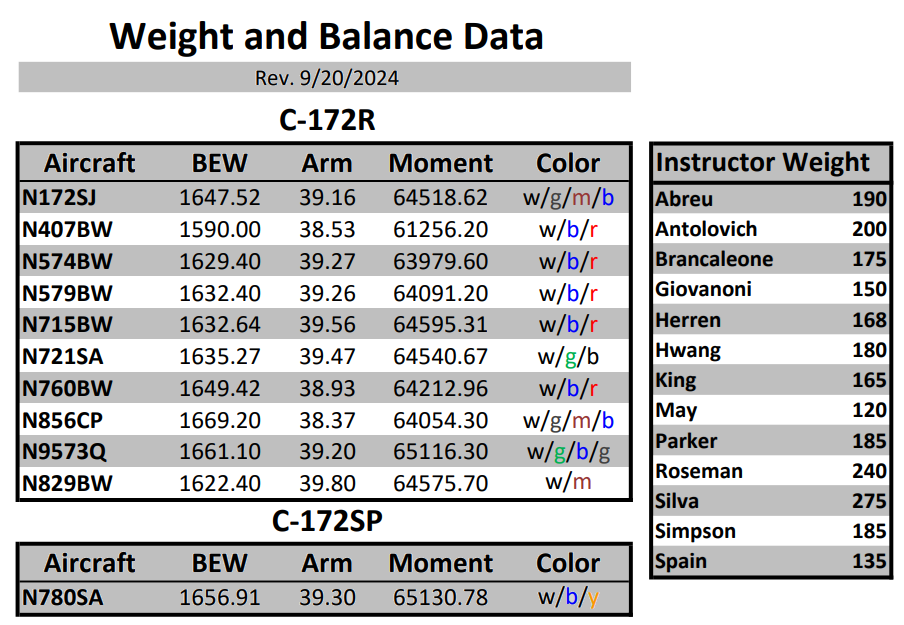 Weight and Balance Data
Rev. 9/20/2024
C-172R
Aircraft BEW Arm Moment Color
N172SJ 1647.52 39.16 64518.62 w/g/m/b
N407BW 1590.00 38.53 61256.20 w/b/r
N574BW 1629.40 39.27 63979.60 w/b/r
N579BW 1632.40 39.26 64091.20 w/b/r
N715BW 1632.64 39.56 64595.31 w/b/r
N721SA 1635.27 39.47 64540.67 w/g/b
N760BW 1649.42 38.93 64212.96 w/b/r
N856CP 1669.20 38.37 64054.30 w/g/m/b
N9573Q 1661.10 39.20 65116.30 w/g/b/g
N829BW 1622.40 39.80 64575.70 w/m
C-172SP
Aircraft BEW Arm Moment Color
N780SA 1656.91 39.30 65130.78 w/b/y
Instructor Weight
Abreu 190
Antolovich 200
Brancaleone 175
Giovanoni 150
Herren 168
Hwang 180
King 165
May 120
Parker 185
Roseman 240
Silva 275
Simpson 185
Spain 135